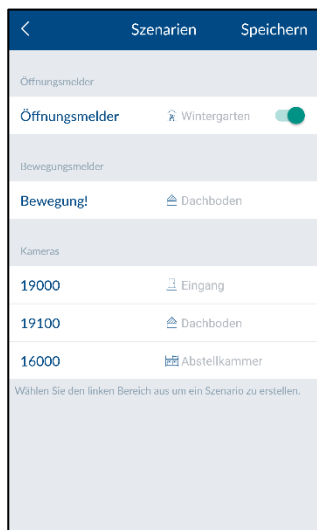 Szenarien Speichern
Öffnungsmelder
Öffnungsmelder Wintergarten
Bewegungsmelder
Bewegung! Dachboden
Kameras
19000 Eingang
19100 Dachboden
16000 Abstellkammer
Wählen Sie den linken Bereich aus um ein Szenario zu erstellen.